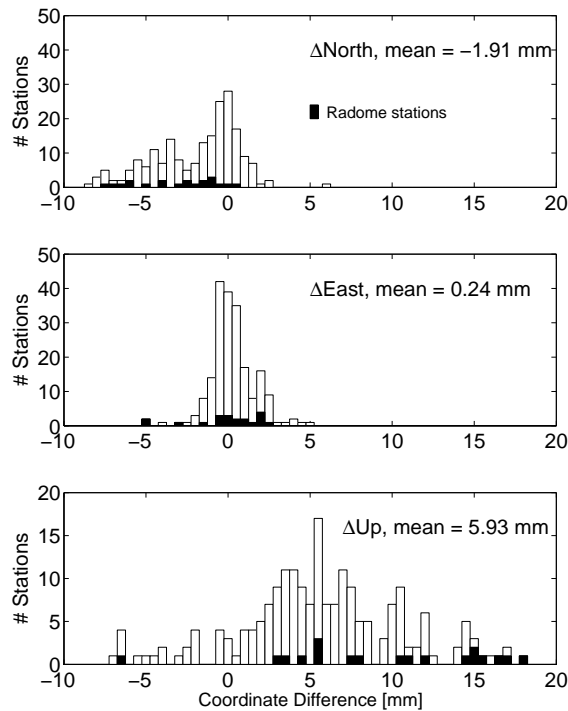 50
40
30
20
10
0
# Stations
ΔNorth, mean = −1.91 mm
Radome stations
−10 −5 0 5 10 15 20
50
40
30
20
10
0
# Stations
ΔEast, mean = 0.24 mm
−10 −5 0 5 10 15 20
20
15
10
5
0
# Stations
ΔUp, mean = 5.93 mm
−10 −5 0 5 10 15 20
Coordinate Difference [mm]